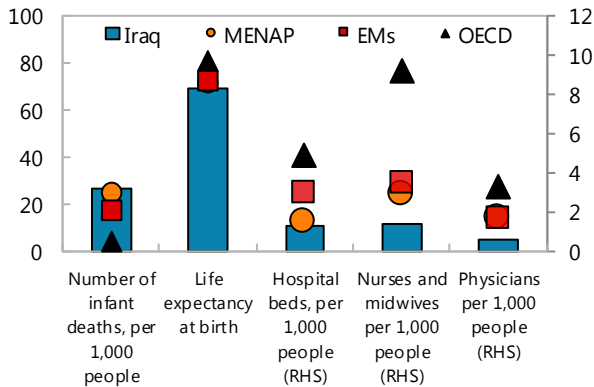 100
80
60
40
20
0
Iraq MENAP EMs OECD
12
10
8
6
4
2
0
Number of
infant
deaths, per
1,000
people
Life
expectancy
at birth
Hospital
beds, per
1,000
people
(RHS)
Nurses and
midwives
per 1,000
people
(RHS)
Physicians
per 1,000
people
(RHS)